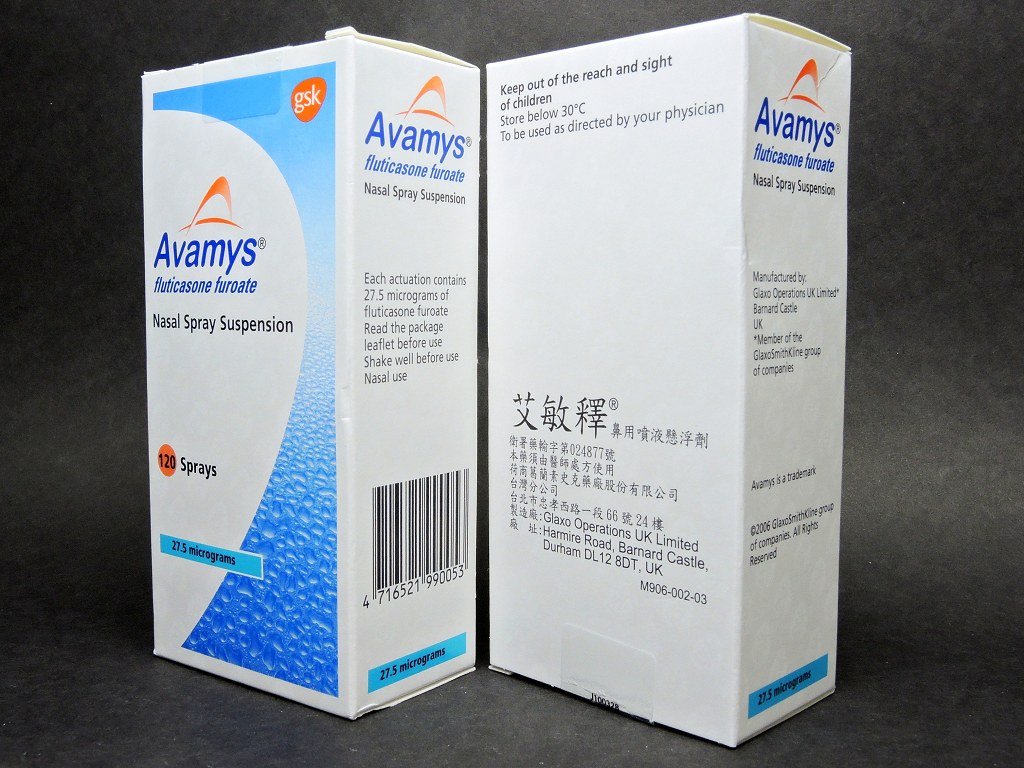 gsk
Avamys®
fluticasone furoate
Nasal Spray Suspension
120 Sprays
27.5 micrograms
Avamys®
fluticasone furoate
Nasal Spray Suspension
Each actuation contains
27.5 micrograms of
fluticasone furoate
Read the package
leaflet before use
Shake well before use
Nasal use
4 716521 990053
27.5 micrograms
Keep out of the reach and sight
of children
Store below 30°C
To be used as directed by your physician
艾敏釋®鼻用噴液懸浮劑
衛署藥輸字第024877號
本藥須由醫師處方使用
荷商葛蘭素史克藥廠股份有限公司
台灣分公司
台北市忠孝西路一段66號24樓
製造廠:Glaxo Operations UK Limited
廠 址:Harmire Road, Barnard Castle,
Durham DL12 8DT, UK
M906-002-03
J100328
Avamys®
fluticasone furoate
Nasal Spray Suspension
Manufactured by:
Glaxo Operations UK Limited*
Barnard Castle
UK
*Member of the
GlaxoSmithKline group
of companies
Avamys is a trademark
©2006 GlaxoSmithKline group
of companies. All Rights
Reserved
27.5 micrograms